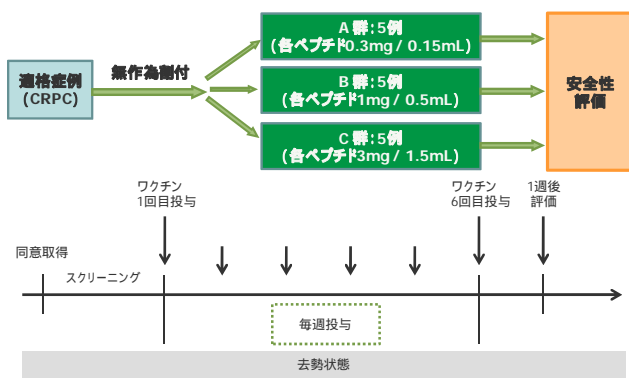 A 群：5例
(各ペプチド0.3mg / 0.15mL)
適格症例
(CRPC)
無作為割付
B 群：5例
(各ペプチド1mg / 0.5mL)
安全性
評価
C 群：5例
(各ペプチド3mg / 1.5mL)
ワクチン
1回目投与
ワクチン
6回目投与
1週後
評価
同意取得
スクリーニング
毎週投与
去勢状態